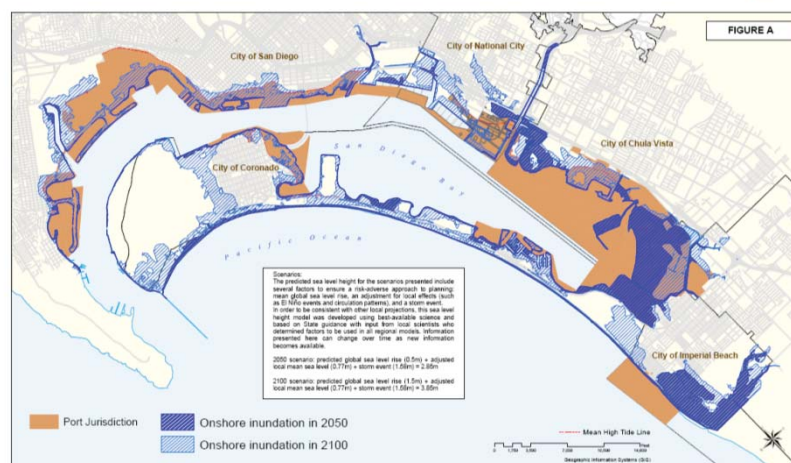 FIGURE A
City of San Diego
City of National City
City of Chula Vista
City of Coronado
San Diego Bay
Pacific Ocean
City of Imperial Beach
Scenarios:
The predicted sea level height for the scenarios presented include
several factors to ensure a risk-adverse approach to planning:
mean global sea level rise, an adjustment for local effects (such
as El Niño events and circulation patterns), and a storm event.
In order to be consistent with other local projections, this sea level
height model was developed using best-available science and
based on State guidance with input from local scientists who
determined factors to be used in all regional models. Information
presented here can change over time as new information
becomes available.
2050 scenario: predicted global sea level rise (0.5m) + adjusted
local mean sea level (0.77m) + storm event (1.59m) = 2.86m
2100 scenario: predicted global sea level rise (1.5m) + adjusted
local mean sea level (0.77m) + storm event = 3.86m
Port Jurisdiction
Onshore inundation in 2050
Onshore inundation in 2100
Mean High Tide Line
Geographic Information Systems (GIS)